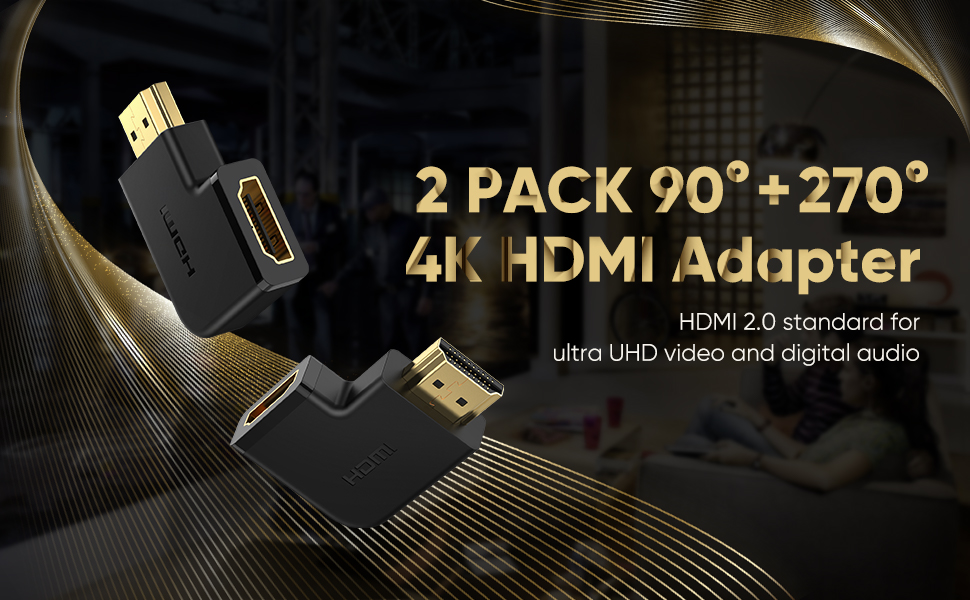 2 PACK 90°+270°
4K HDMI Adapter
HDMI 2.0 standard for
ultra UHD video and digital audio
HDMI
HDMI